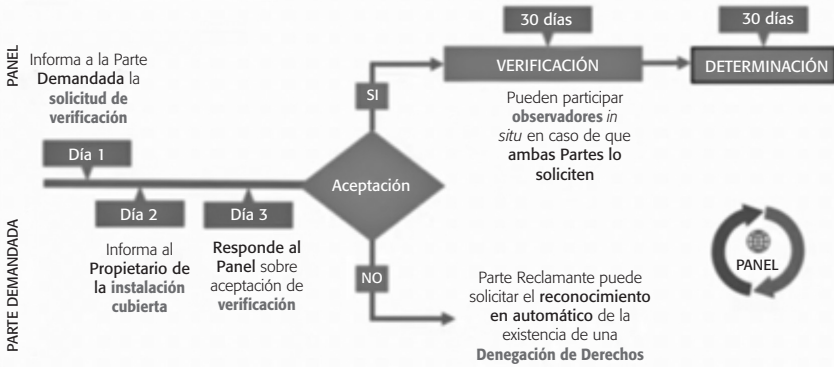 PANEL
Informa a la Parte
Demandada la
solicitud de
verificación
Día 1
PARTE DEMANDADA
Día 2
Informa al
Propietario de
la instalación
cubierta
Día 3
Responde al
Panel sobre
aceptación de
verificación
Aceptación
SI
30 días
VERIFICACIÓN
Pueden participar
observadores in
situ en caso de que
ambas Partes lo
soliciten
30 días
DETERMINACIÓN
NO
Parte Reclamante puede
solicitar el reconocimiento
en automático de la
existencia de una
Denegación de Derechos
PANEL